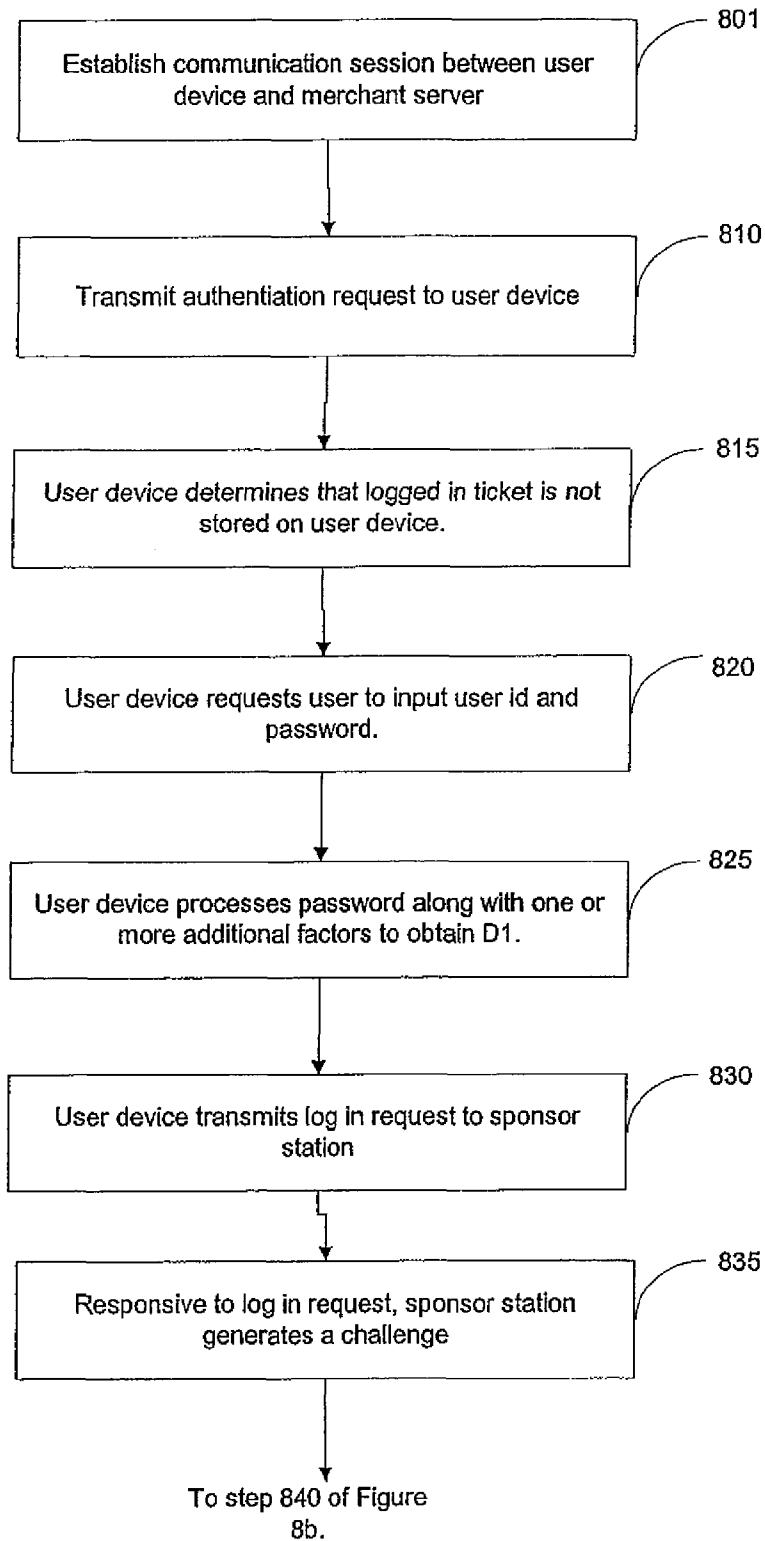 801
Establish communication session between user
device and merchant server
810
Transmit authentiation request to user device
815
User device determines that logged in ticket is not
stored on user device.
820
User device requests user to input user id and
password.
825
User device processes password along with one or
more additional factors to obtain D1.
830
User device transmits log in request to sponsor
station
835
Responsive to log in request, sponsor station
generates a challenge
To step 840 of Figure
8b.